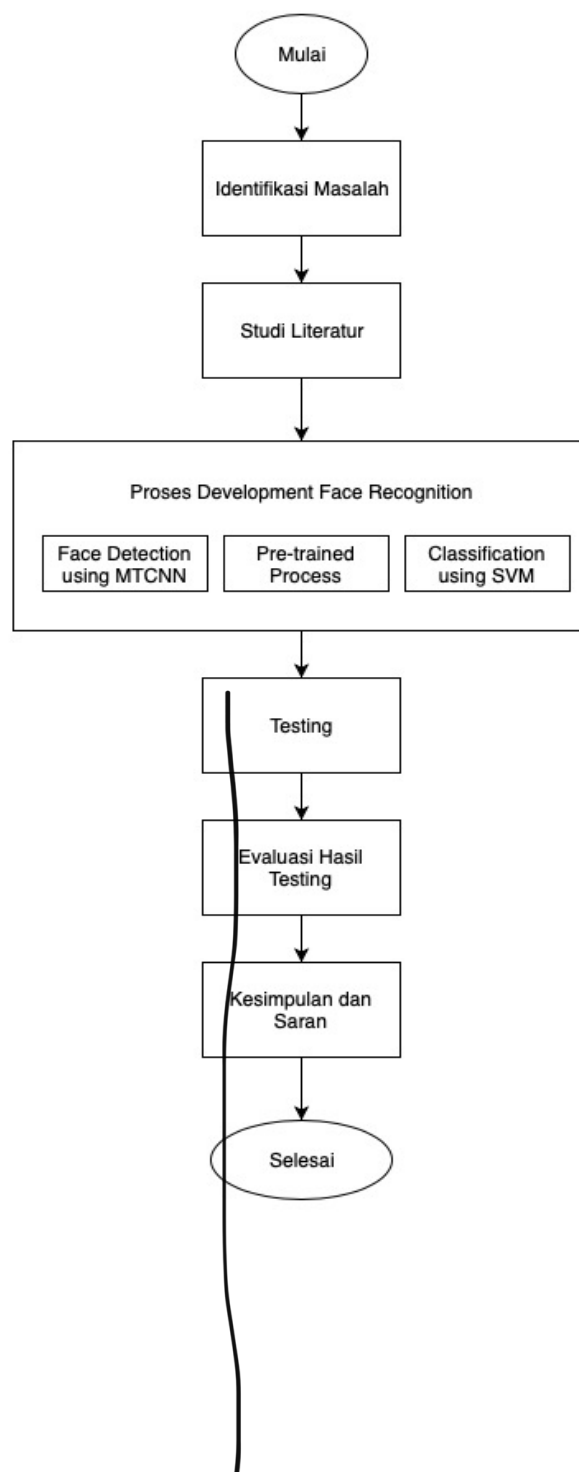 Mulai
Identifikasi Masalah
Studi Literatur
Proses Development Face Recognition
Face Detection
using MTCNN
Pre-trained
Process
Classification
using SVM
Testing
Evaluasi Hasil
Testing
Kesimpulan dan
Saran
Selesai